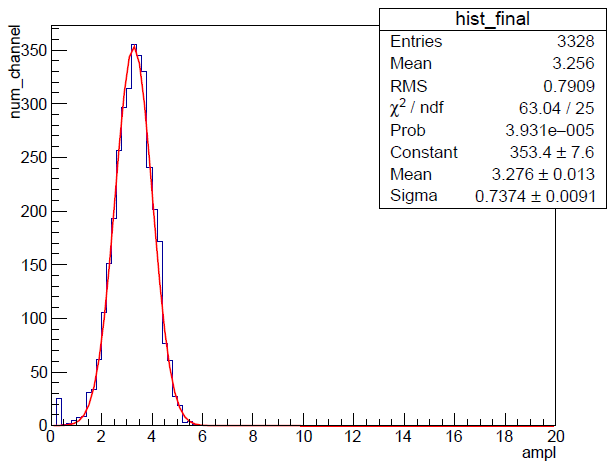 hist_final
Entries 3328
Mean 3.256
RMS 0.7909
χ² / ndf 63.04 / 25
Prob 3.931e–005
Constant 353.4 ± 7.6
Mean 3.276 ± 0.013
Sigma 0.7374 ± 0.0091
num_channel
350
300
250
200
150
100
50
0
0 2 4 6 8 10 12 14 16 18 20
ampl